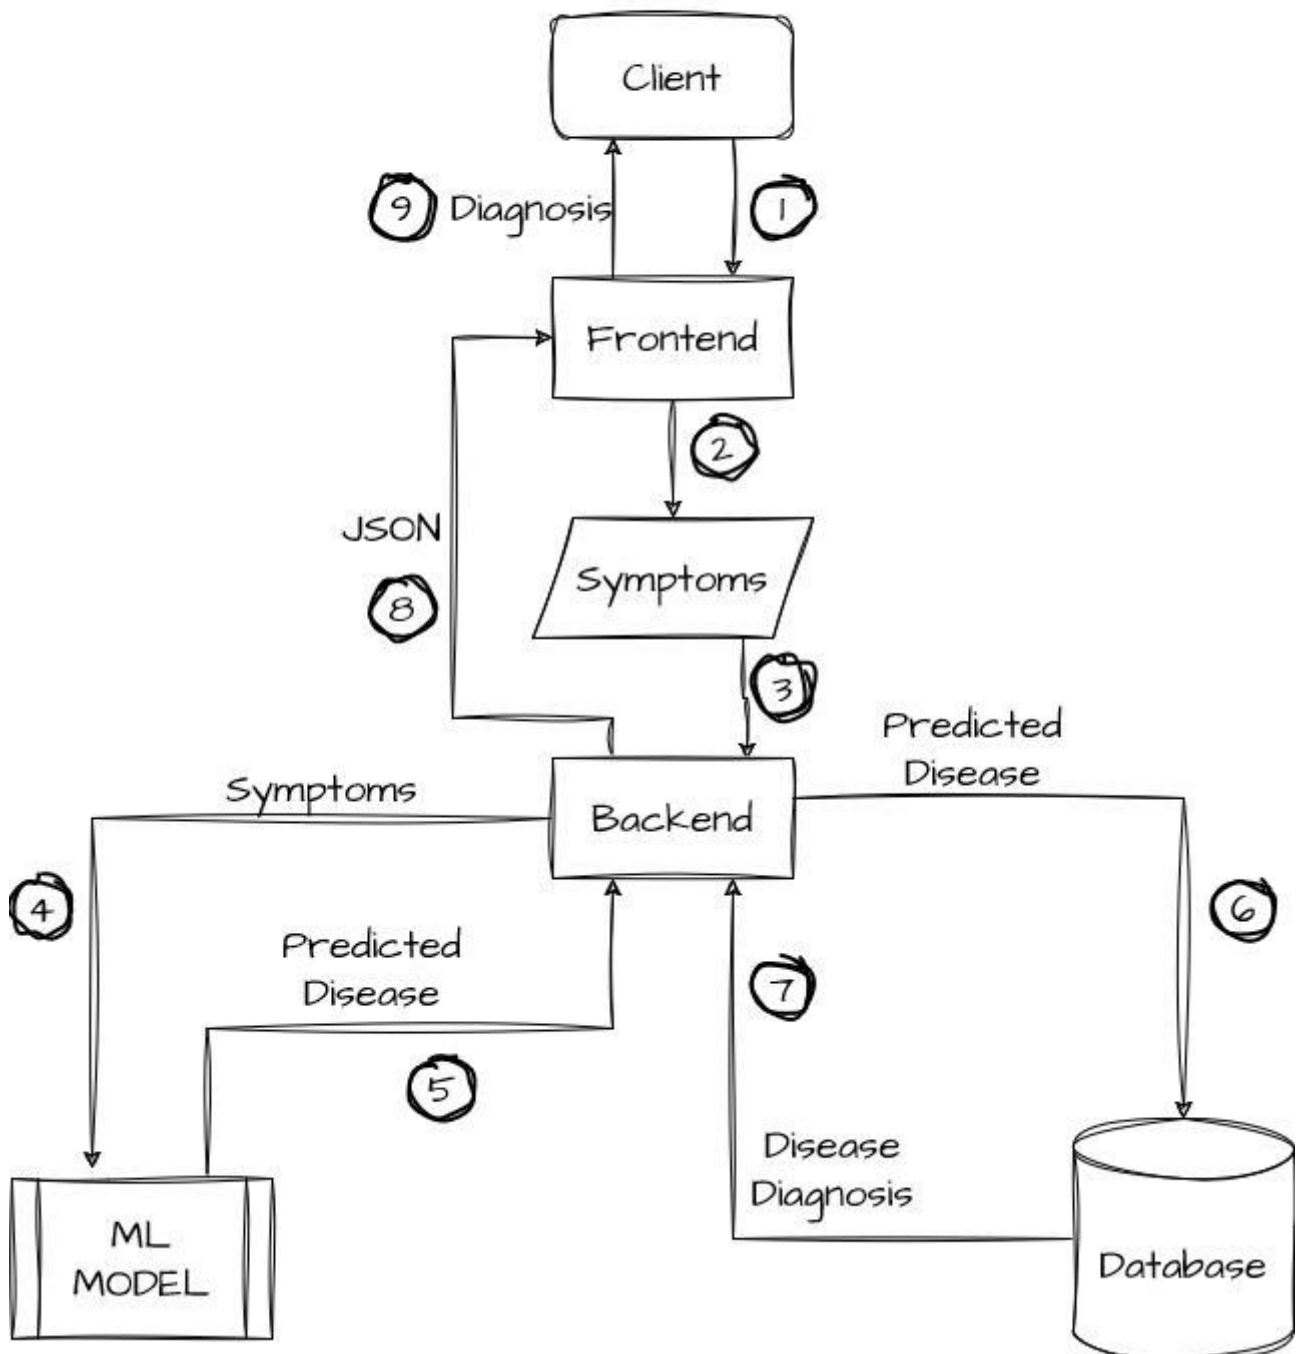 Client
9 Diagnosis
1
Frontend
2
JSON
Symptoms
8
3
Predicted
Disease
Symptoms
Backend
4
6
Predicted
Disease
7
5
Disease
Diagnosis
ML
MODEL
Database